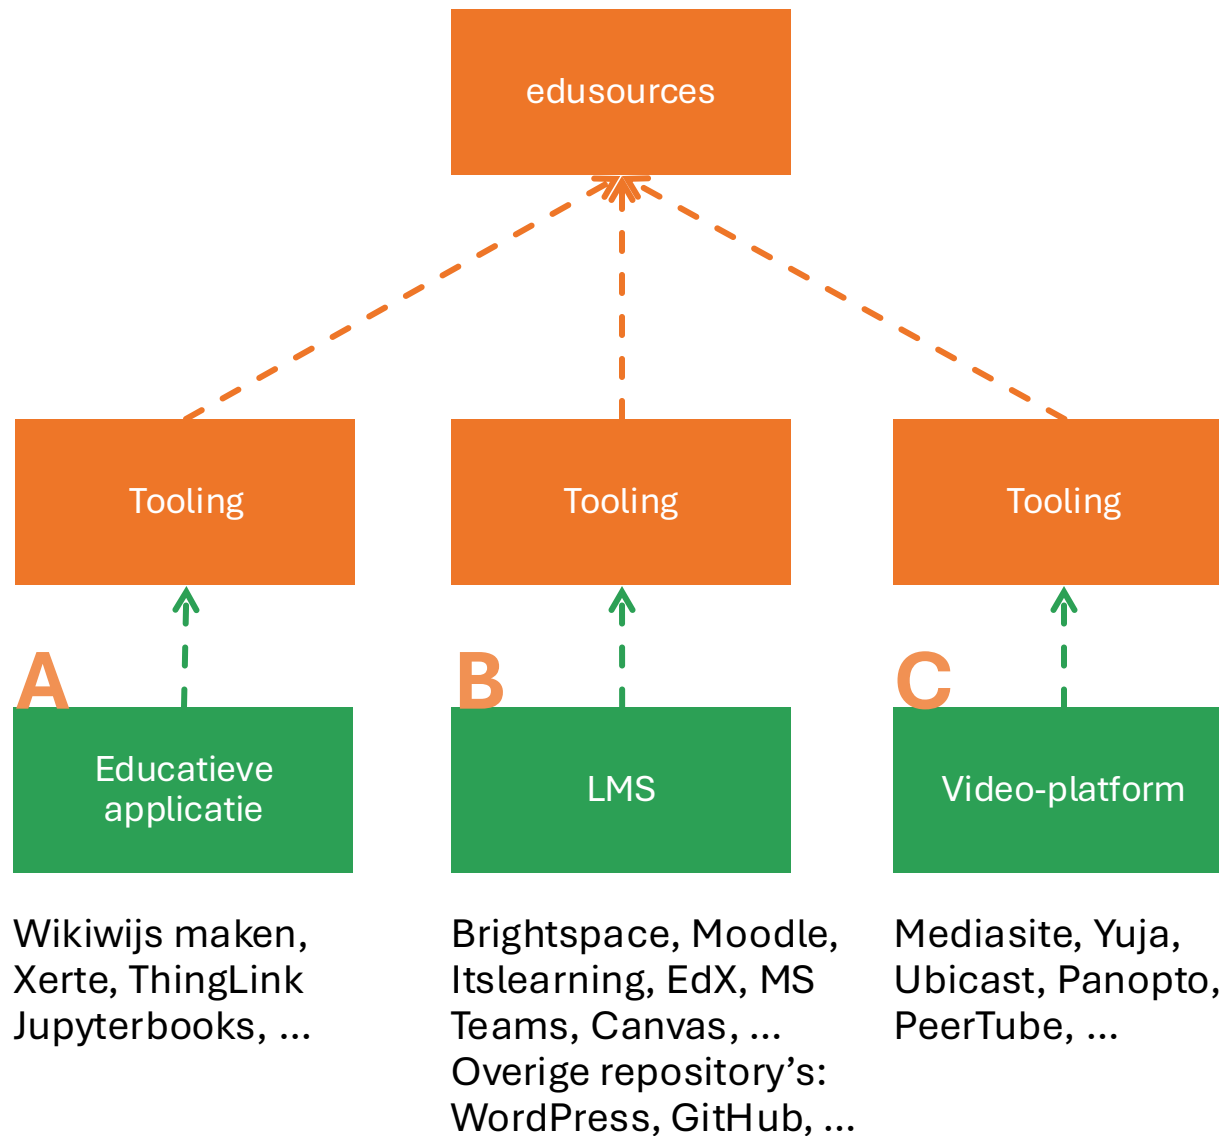 edusources
Tooling
Tooling
Tooling
A
B
C
Educatieve
applicatie
LMS
Video-platform
Wikiwijs maken,
Xerte, ThingLink
Jupyterbooks, ...
Brightspace, Moodle,
Itslearning, EdX, MS
Teams, Canvas, ...
Overige repository’s:
WordPress, GitHub, ...
Mediasite, Yuja,
Ubicast, Panopto,
PeerTube, ...